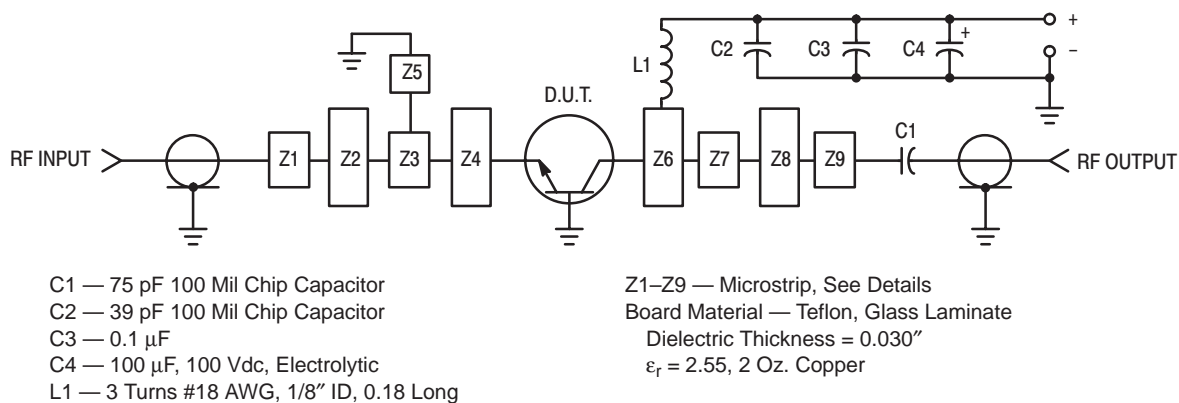 +
C2
C3
C4
+
−
L1
Z5
D.U.T.
RF INPUT
Z1
Z2
Z3
Z4
Z6
Z7
Z8
Z9
C1
RF OUTPUT
C1 — 75 pF 100 Mil Chip Capacitor
C2 — 39 pF 100 Mil Chip Capacitor
C3 — 0.1 μF
C4 — 100 μF, 100 Vdc, Electrolytic
L1 — 3 Turns #18 AWG, 1/8″ ID, 0.18 Long
Z1–Z9 — Microstrip, See Details
Board Material — Teflon, Glass Laminate
Dielectric Thickness = 0.030″
εr = 2.55, 2 Oz. Copper